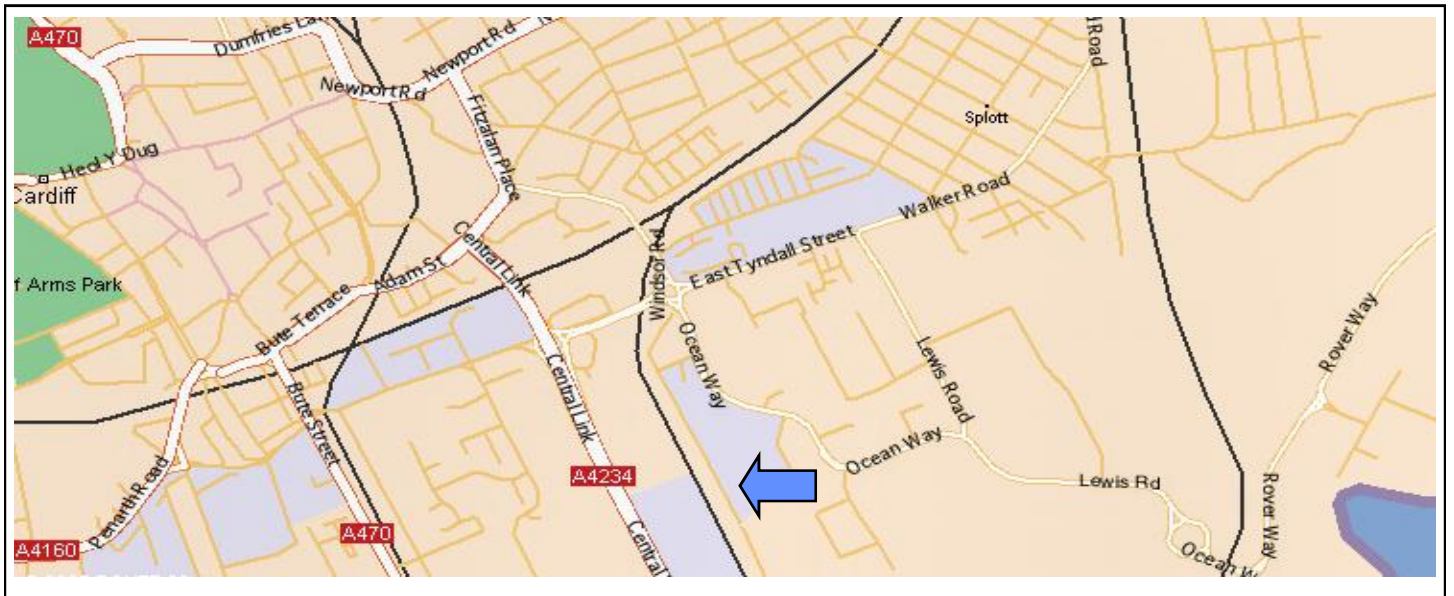 A470
Dumfries La
Newport Rd
Newport Rd
N
Road
Splott
Heol Y Dug
Cardiff
Fitzalan Place
Walker Road
Central Link
East Tyndall Street
Windsor Rd
f Arms Park
Adam St
Bute Terrace
Rover Way
Ocean Way
Lewis Road
Central Link
Bute Street
Ocean Way
A4234
Lewis Rd
Penarth Road
Rover Way
A470
Central
A4160
Ocean W